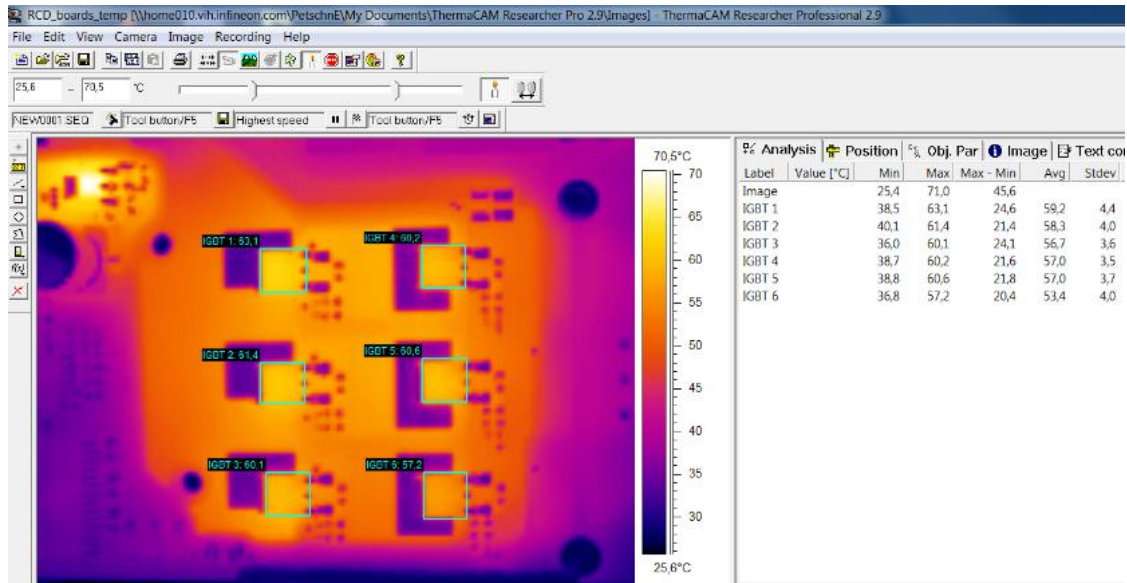 RCD_boards_temp [\\home010.vih.infineon.com\PetschnE\My Documents\ThermaCAM Researcher Pro 2.9\Images] - ThermaCAM Researcher Professional 2.9
File Edit View Camera Image Recording Help
25,6 - 70,5 °C
NEW0001.SEQ Tool button/F5 Highest speed Tool button/F5
70,5°C
70
65
60
55
50
45
40
35
30
25,6°C
IGBT 1: 63,1
IGBT 4: 60,2
IGBT 2: 61,4
IGBT 5: 60,6
IGBT 3: 60,1
IGBT 6: 57,2
Analysis Position Obj. Par Image Text co
Label Value [°C] Min Max Max - Min Avg Stdev
Image 25,4 71,0 45,6
IGBT 1 38,5 63,1 24,6 59,2 4,4
IGBT 2 40,1 61,4 21,4 58,3 4,0
IGBT 3 36,0 60,1 24,1 56,7 3,6
IGBT 4 38,7 60,2 21,6 57,0 3,5
IGBT 5 38,8 60,6 21,8 57,0 3,7
IGBT 6 36,8 57,2 20,4 53,4 4,0